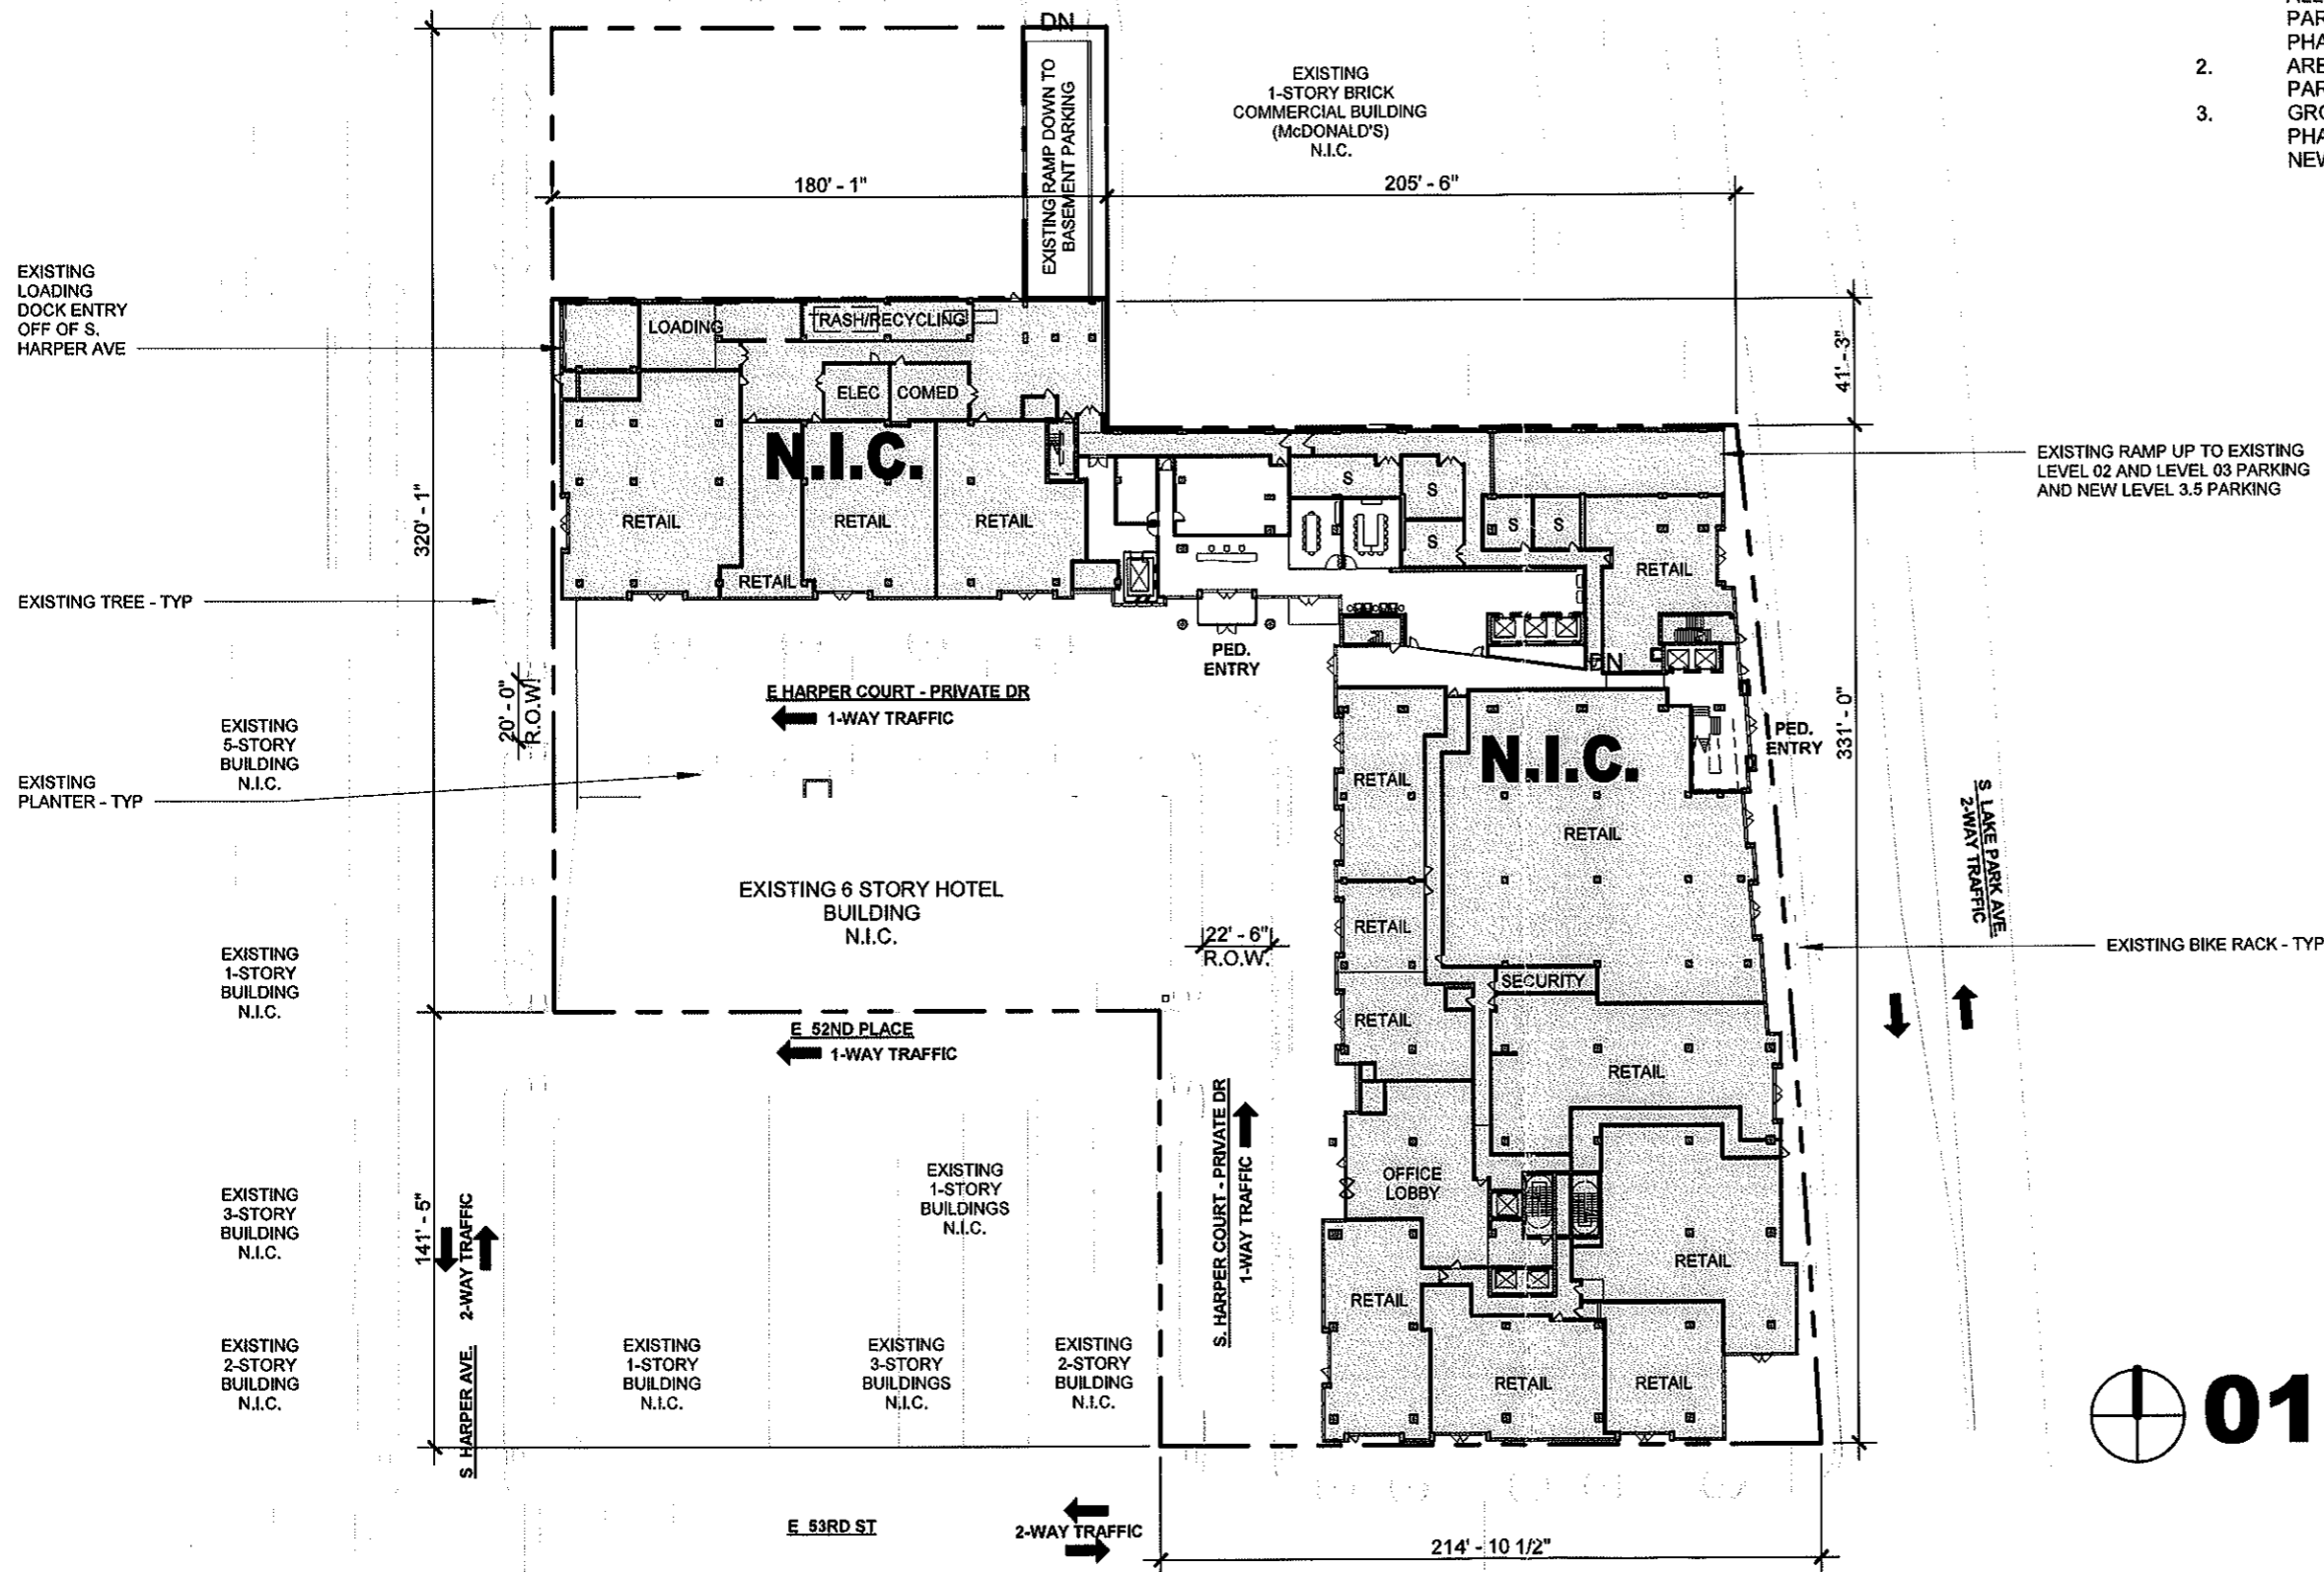 DN
EXISTING RAMP DOWN TO
BASEMENT PARKING
EXISTING
1-STORY BRICK
COMMERCIAL BUILDING
(McDONALD'S)
N.I.C.
PAR
PHA
2. ARE
PAR
3. GRO
PHA
NEW
180' - 1"
205' - 6"
EXISTING
LOADING
DOCK ENTRY
OFF OF S.
HARPER AVE
LOADING
TRASH/RECYCLING
ELEC
COMED
41' - 3"
320' - 1"
N.I.C.
RETAIL
RETAIL
RETAIL
RETAIL
S
S
S
S
S
RETAIL
EXISTING RAMP UP TO EXISTING
LEVEL 02 AND LEVEL 03 PARKING
AND NEW LEVEL 3.5 PARKING
EXISTING TREE - TYP
PED.
ENTRY
DN
20' - 0"
R.O.W.
E HARPER COURT - PRIVATE DR
1-WAY TRAFFIC
EXISTING
5-STORY
BUILDING
N.I.C.
EXISTING
PLANTER - TYP
RETAIL
N.I.C.
RETAIL
PED.
ENTRY
331' - 0"
S LAKE PARK AVE.
2-WAY TRAFFIC
EXISTING 6 STORY HOTEL
BUILDING
N.I.C.
22' - 6"
R.O.W.
RETAIL
EXISTING BIKE RACK - TYP
EXISTING
1-STORY
BUILDING
N.I.C.
SECURITY
RETAIL
E 52ND PLACE
1-WAY TRAFFIC
RETAIL
S. HARPER COURT - PRIVATE DR
1-WAY TRAFFIC
EXISTING
3-STORY
BUILDING
N.I.C.
141' - 5"
2-WAY TRAFFIC
S HARPER AVE.
EXISTING
1-STORY
BUILDINGS
N.I.C.
OFFICE
LOBBY
RETAIL
RETAIL
EXISTING
2-STORY
BUILDING
N.I.C.
EXISTING
1-STORY
BUILDING
N.I.C.
EXISTING
3-STORY
BUILDINGS
N.I.C.
EXISTING
2-STORY
BUILDING
N.I.C.
RETAIL
RETAIL
01
E 53RD ST
2-WAY TRAFFIC
214' - 10 1/2"